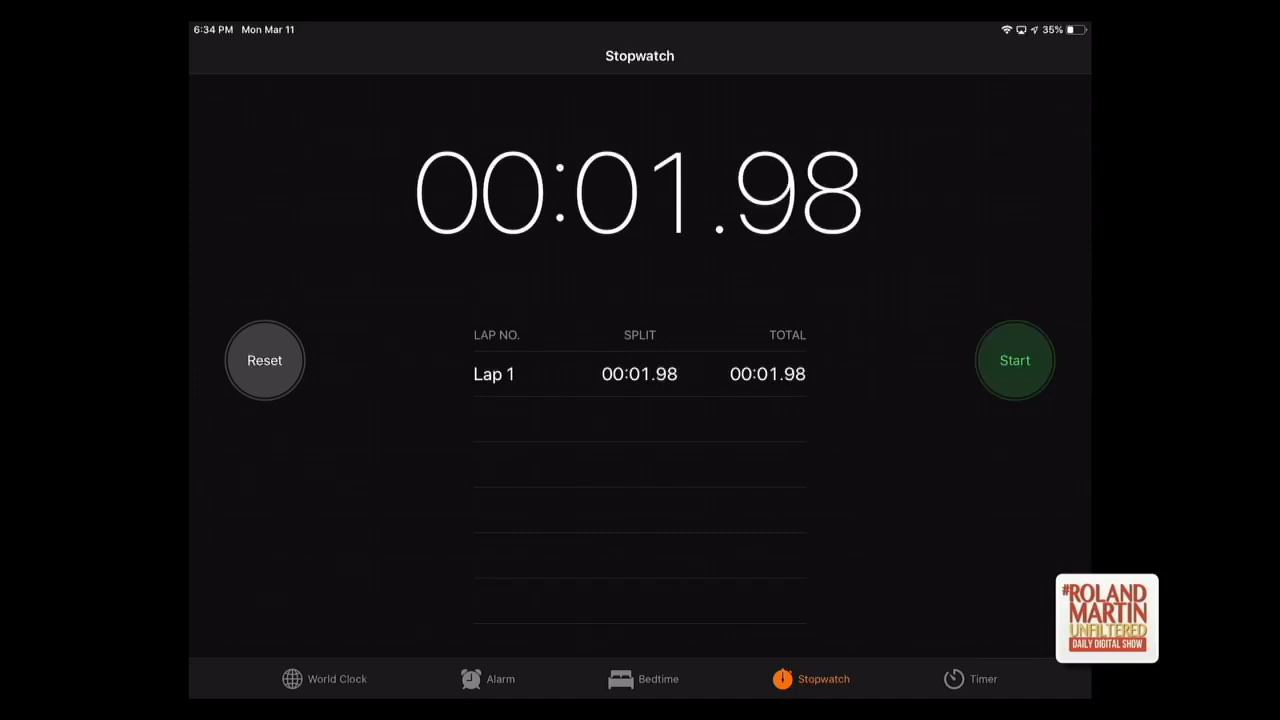 6:34 PM Mon Mar 11
35%
Stopwatch
00:01.98
LAP NO. SPLIT TOTAL
Reset
Start
Lap 1 00:01.98 00:01.98
#ROLAND
MARTIN
UNFILTERED
DAILY DIGITAL SHOW
World Clock Alarm Bedtime Stopwatch Timer